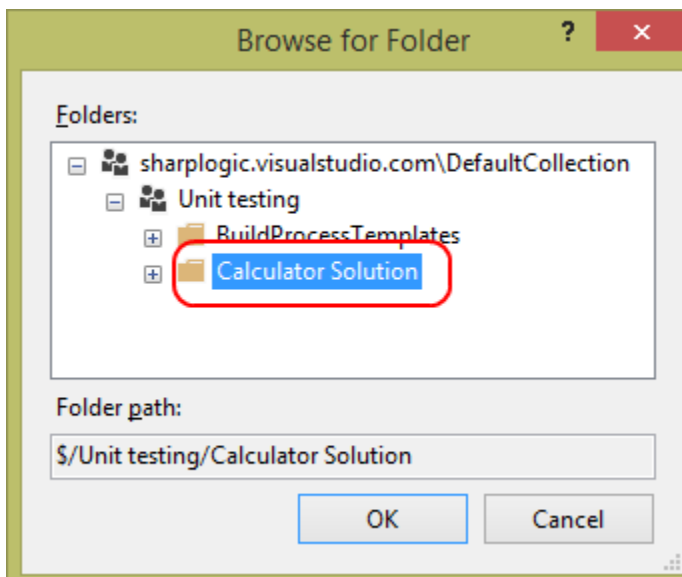 Browse for Folder
?
Folders:
sharplogic.visualstudio.com\DefaultCollection
Unit testing
BuildProcessTemplates
Calculator Solution
Folder path:
$/Unit testing/Calculator Solution
OK Cancel